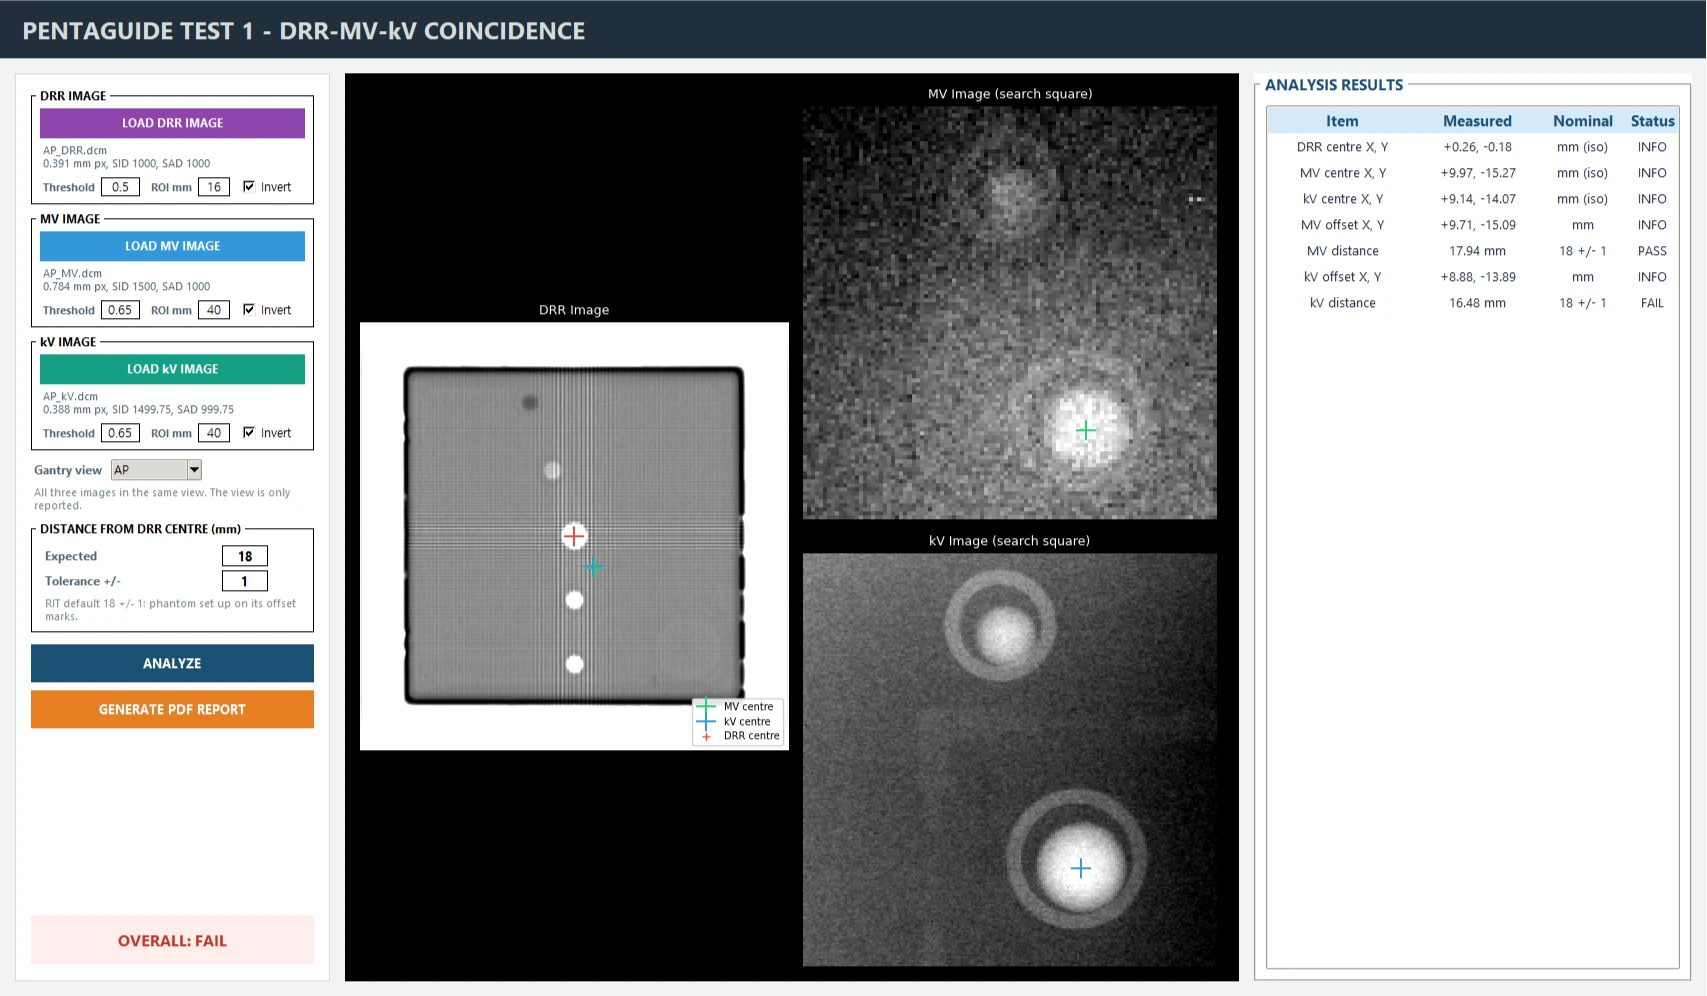 PENTAGUIDE TEST 1 - DRR-MV-kV COINCIDENCE
DRR IMAGE
LOAD DRR IMAGE
AP_DRR.dcm
0.391 mm px, SID 1000, SAD 1000
Threshold 0.5 ROI mm 16 Invert
MV IMAGE
LOAD MV IMAGE
AP_MV.dcm
0.784 mm px, SID 1500, SAD 1000
Threshold 0.65 ROI mm 40 Invert
kV IMAGE
LOAD kV IMAGE
AP_kV.dcm
0.388 mm px, SID 1499.75, SAD 999.75
Threshold 0.65 ROI mm 40 Invert
Gantry view AP
All three images in the same view. The view is only
reported.
DISTANCE FROM DRR CENTRE (mm)
Expected 18
Tolerance +/- 1
RIT default 18 +/- 1: phantom set up on its offset
marks.
ANALYZE
GENERATE PDF REPORT
OVERALL: FAIL
DRR Image
MV centre
kV centre
DRR centre
MV Image (search square)
kV Image (search square)
ANALYSIS RESULTS
Item Measured Nominal Status
DRR centre X, Y +0.26, -0.18 mm (iso) INFO
MV centre X, Y +9.97, -15.27 mm (iso) INFO
kV centre X, Y +9.14, -14.07 mm (iso) INFO
MV offset X, Y +9.71, -15.09 mm INFO
MV distance 17.94 mm 18 +/- 1 PASS
kV offset X, Y +8.88, -13.89 mm INFO
kV distance 16.48 mm 18 +/- 1 FAIL